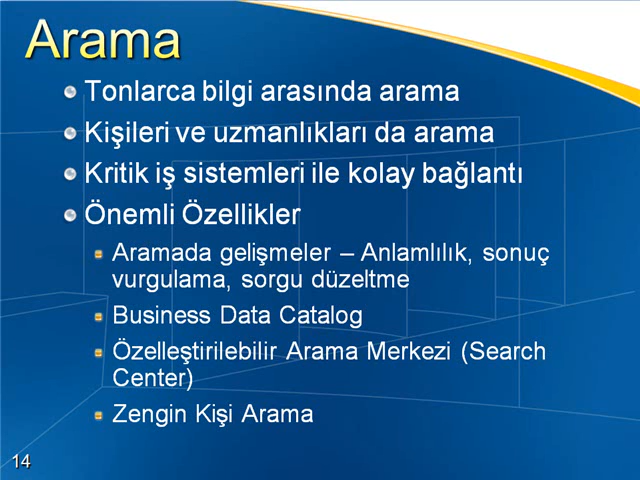 Arama
Tonlarca bilgi arasında arama
Kişileri ve uzmanlıkları da arama
Kritik iş sistemleri ile kolay bağlantı
Önemli Özellikler
Aramada gelişmeler – Anlamlılık, sonuç
vurgulama, sorgu düzeltme
Business Data Catalog
Özelleştirilebilir Arama Merkezi (Search
Center)
Zengin Kişi Arama
14